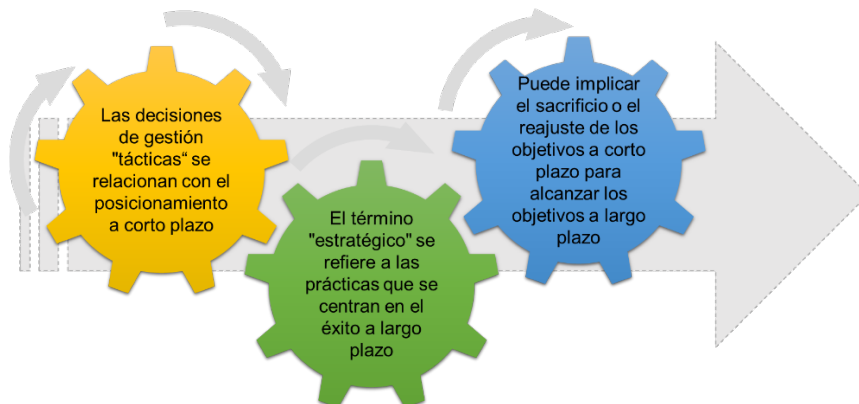 Las decisiones
de gestión
"tácticas“ se
relacionan con el
posicionamiento
a corto plazo
El término
"estratégico" se
refiere a las
prácticas que se
centran en el
éxito a largo
plazo
Puede implicar
el sacrificio o el
reajuste de los
objetivos a corto
plazo para
alcanzar los
objetivos a largo
plazo